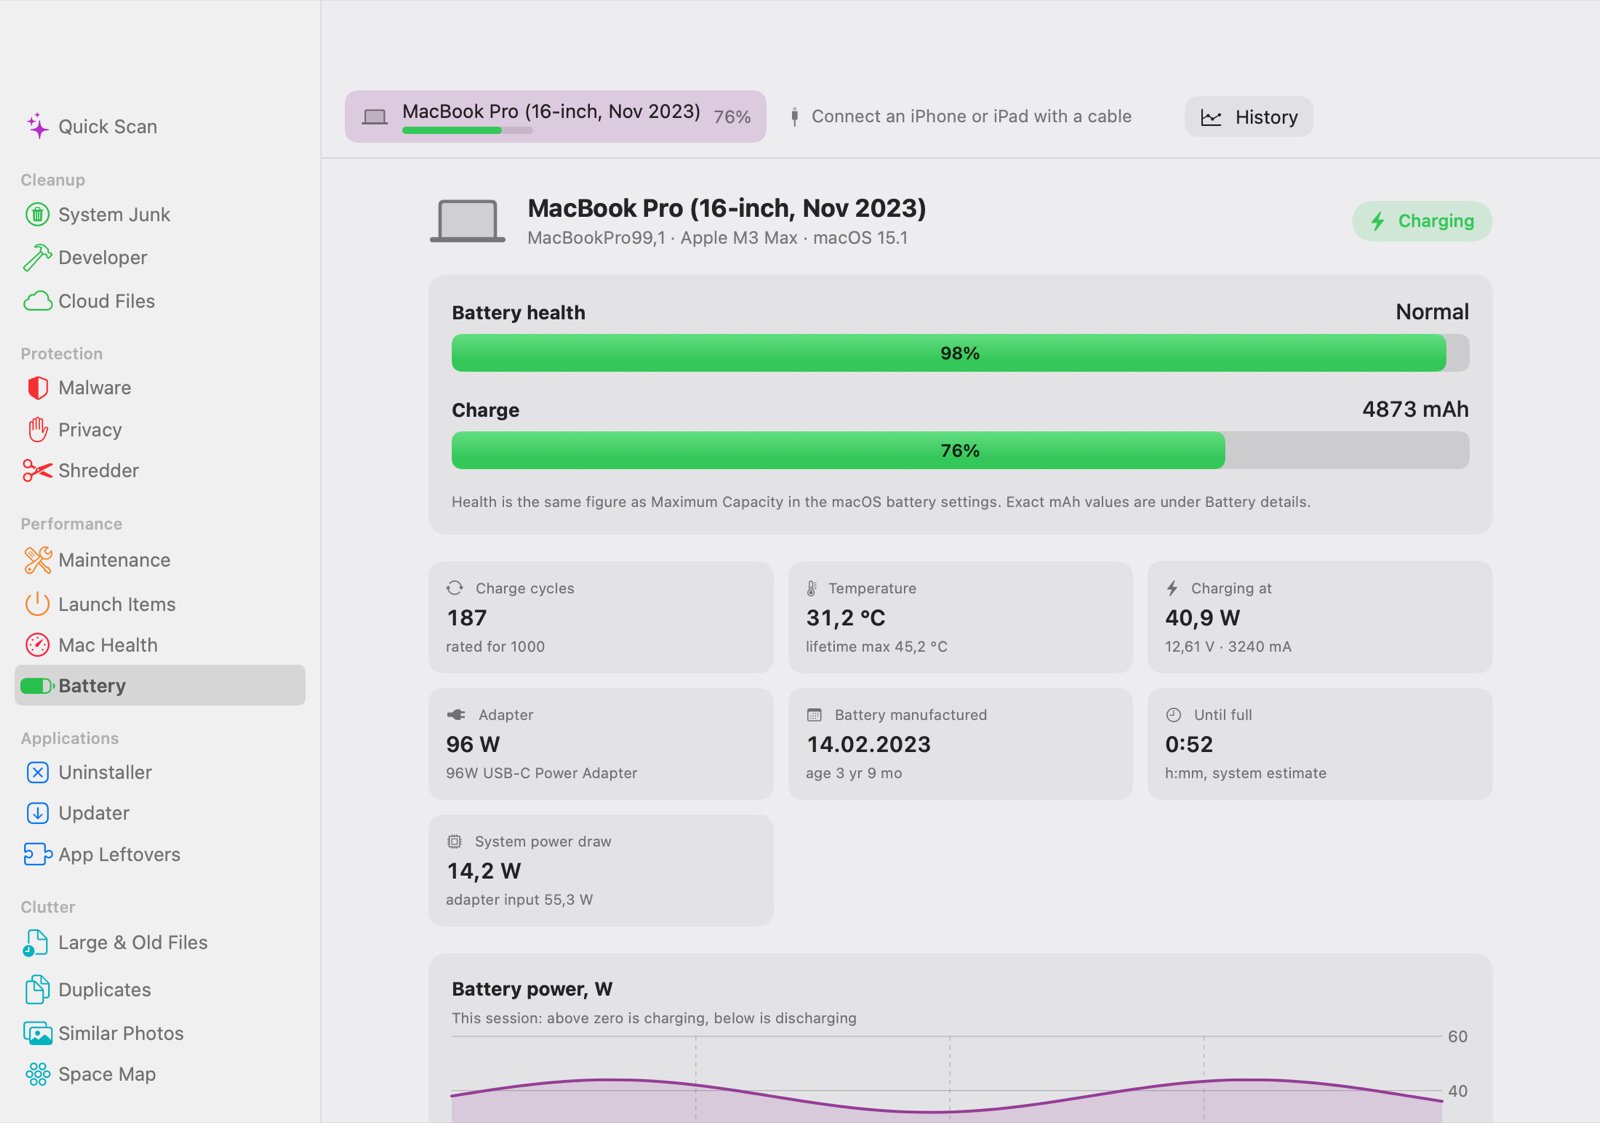 Quick Scan
Cleanup
System Junk
Developer
Cloud Files
Protection
Malware
Privacy
Shredder
Performance
Maintenance
Launch Items
Mac Health
Battery
Applications
Uninstaller
Updater
App Leftovers
Clutter
Large & Old Files
Duplicates
Similar Photos
Space Map
MacBook Pro (16-inch, Nov 2023) 76%
Connect an iPhone or iPad with a cable
History
MacBook Pro (16-inch, Nov 2023)
MacBookPro99,1 · Apple M3 Max · macOS 15.1
Charging
Battery health Normal
98%
Charge 4873 mAh
76%
Health is the same figure as Maximum Capacity in the macOS battery settings. Exact mAh values are under Battery details.
Charge cycles
187
rated for 1000
Temperature
31,2 °C
lifetime max 45,2 °C
Charging at
40,9 W
12,61 V · 3240 mA
Adapter
96 W
96W USB-C Power Adapter
Battery manufactured
14.02.2023
age 3 yr 9 mo
Until full
0:52
h:mm, system estimate
System power draw
14,2 W
adapter input 55,3 W
Battery power, W
This session: above zero is charging, below is discharging
60
40